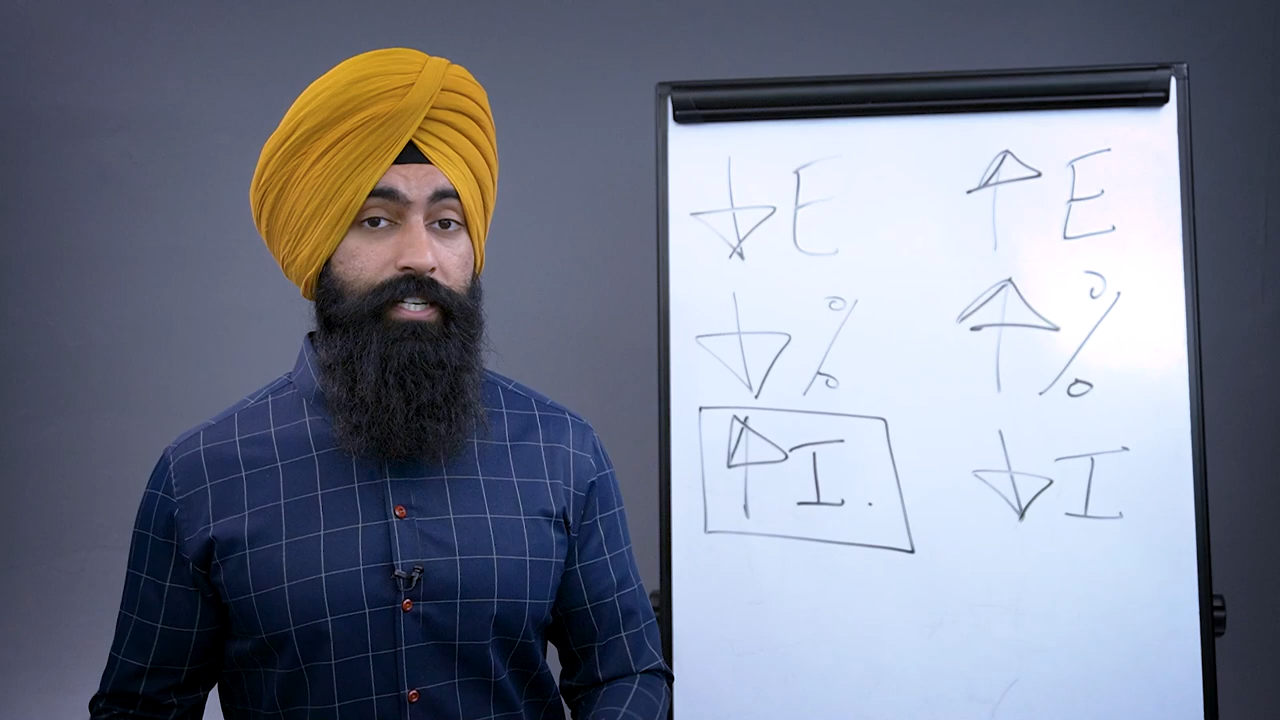 ↓ E ↑ E
↓ % ↑ %
↑ I. ↓ I